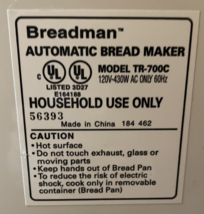 Breadman™
AUTOMATIC BREAD MAKER
MODEL TR-700C
120V-430W AC ONLY 60Hz
C UL UL
LISTED 3D27
E164188
HOUSEHOLD USE ONLY
56393
Made in China 184 462
CAUTION
• Hot surface
• Do not touch exhaust, glass or
moving parts
• Keep hands out of Bread Pan
• To reduce the risk of electric
shock, cook only in removable
container (Bread Pan)